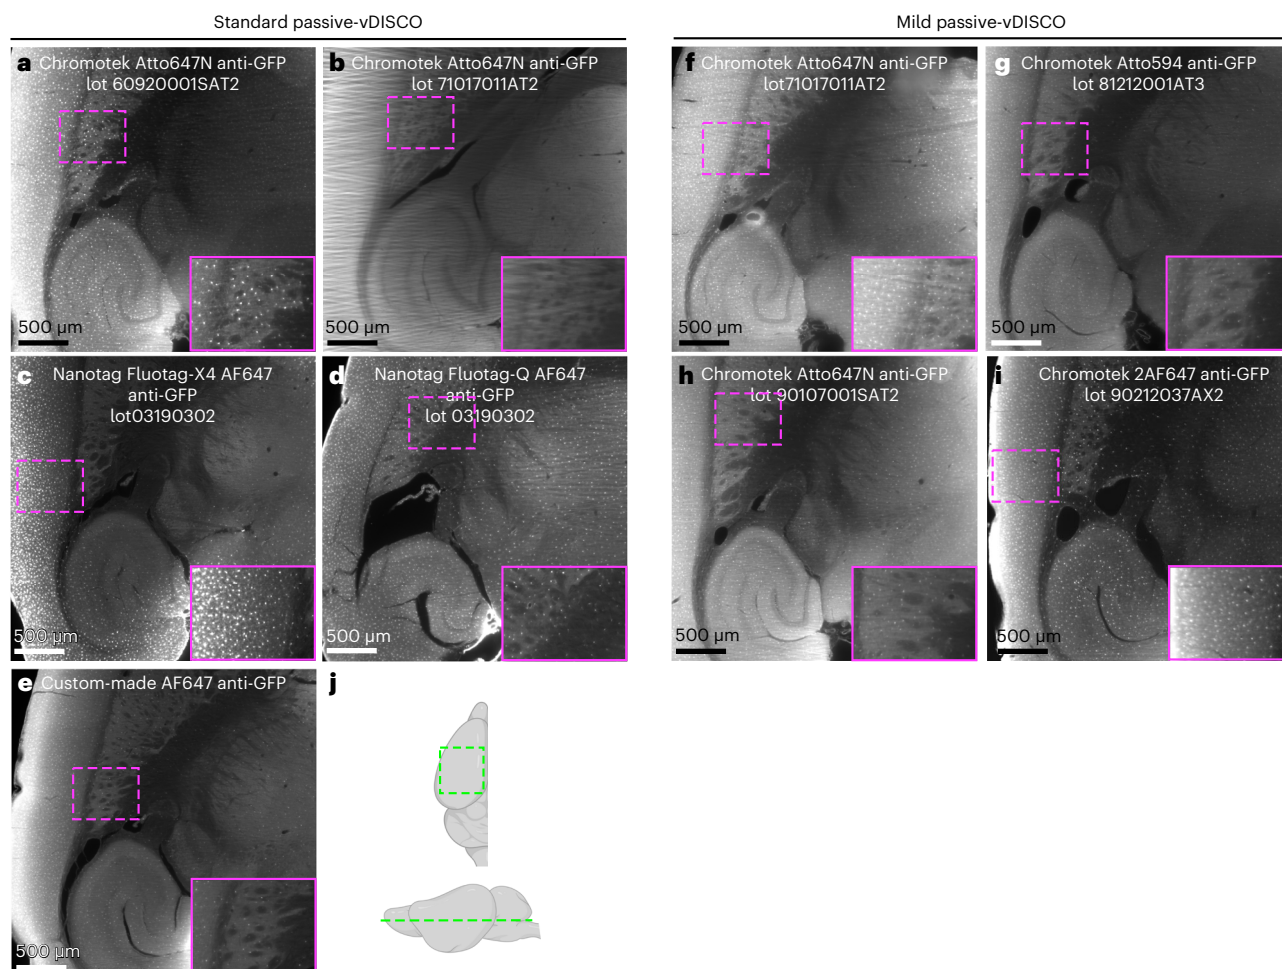 Standard passive-vDISCO
Mild passive-vDISCO
a Chromotek Atto647N anti-GFP
lot 60920001SAT2
500 µm
b Chromotek Atto647N anti-GFP
lot 71017011AT2
500 µm
f Chromotek Atto647N anti-GFP
lot71017011AT2
500 µm
g Chromotek Atto594 anti-GFP
lot 81212001AT3
500 µm
c Nanotag Fluotag-X4 AF647
anti-GFP
lot03190302
500 µm
d Nanotag Fluotag-Q AF647
anti-GFP
lot 03190302
500 µm
h Chromotek Atto647N anti-GFP
lot 90107001SAT2
500 µm
i Chromotek 2AF647 anti-GFP
lot 90212037AX2
500 µm
e Custom-made AF647 anti-GFP
500 µm
j